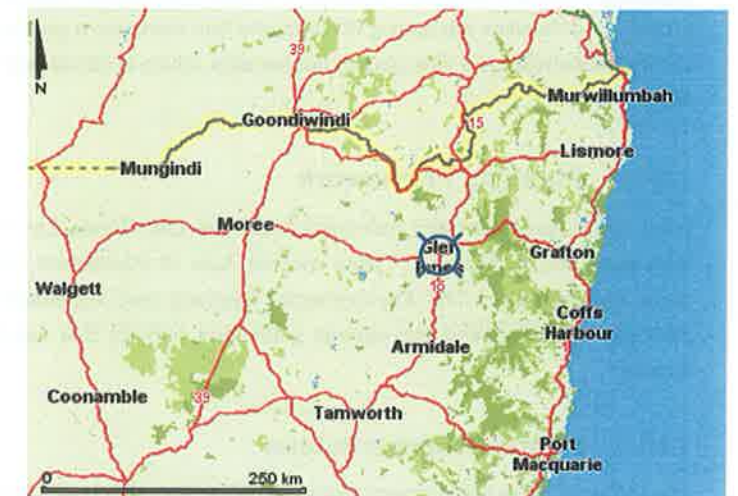 39
N
Goondiwindi
15
Murwillumbah
Lismore
Mungindi
Moree
Glen
Innes
15
Grafton
Walgett
Coffs
Harbour
Armidale
Coonamble
39
Tamworth
Port
Macquarie
0 250 km